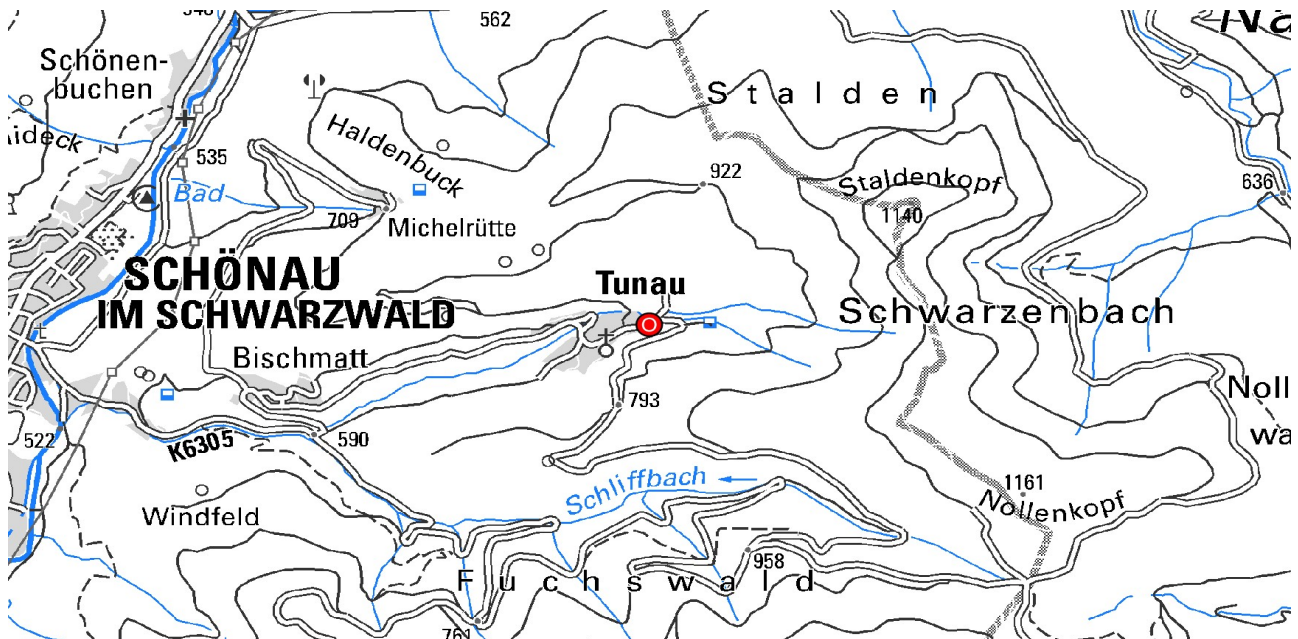 562
Schönen-
buchen
Stalden
Haldenbuck
535
922
Staldenkopf
636
Bad
709
Michelrütte
1140
SCHÖNAU
IM SCHWARZWALD
Tunau
Schwarzenbach
Bischmatt
793
522
K6305
590
Schliffbach
1161
Nollenkopf
Windfeld
958
Fuchswald
761